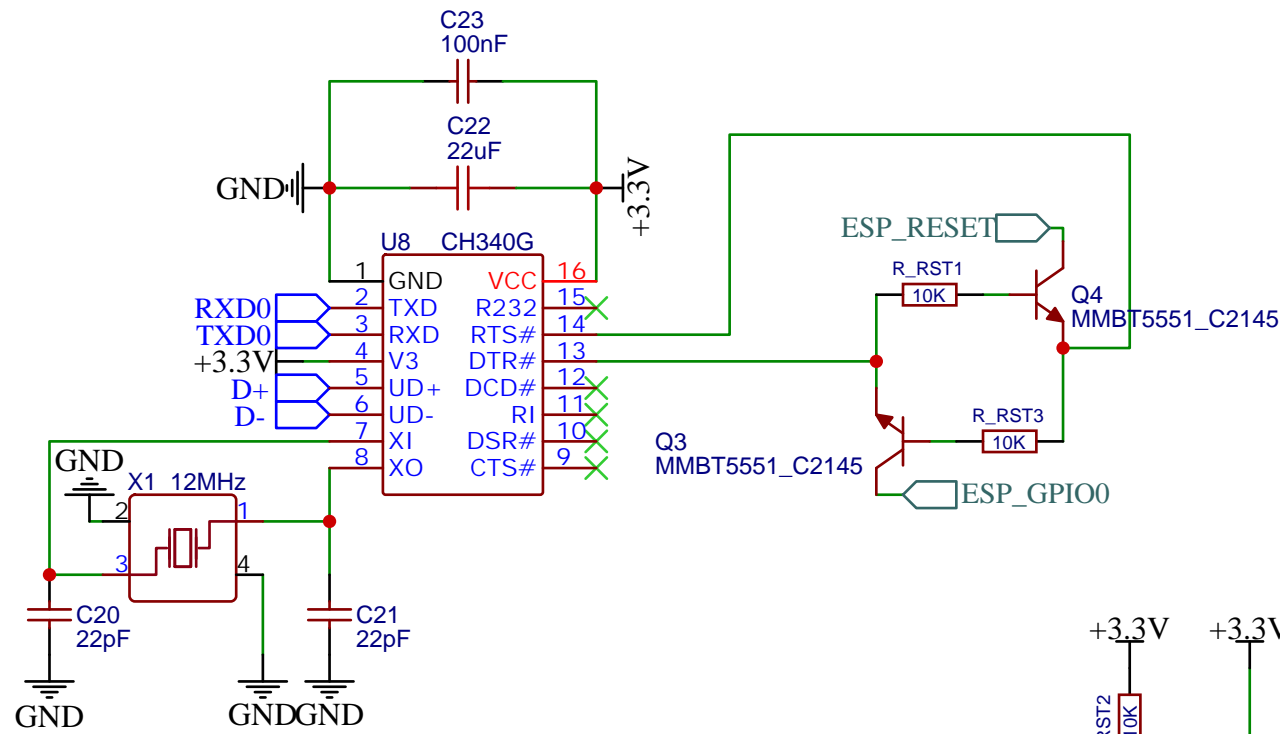 C23
100nF
C22
22uF
GND
+3.3V
U8 CH340G
1 GND
2 TXD
3 RXD
4 V3
5 UD+
6 UD-
7 XI
8 XO
VCC 16
R232 15
RTS# 14
DTR# 13
DCD# 12
RI 11
DSR# 10
CTS# 9
RXD0
TXD0
+3.3V
D+
D-
ESP_RESET
R_RST1
10K
Q4
MMBT5551_C2145
R_RST3
10K
Q3
MMBT5551_C2145
ESP_GPIO0
GND
X1 12MHz
2
1
3
4
C20
22pF
C21
22pF
GND
GND
GND
+3.3V
+3.3V
RST2
10K